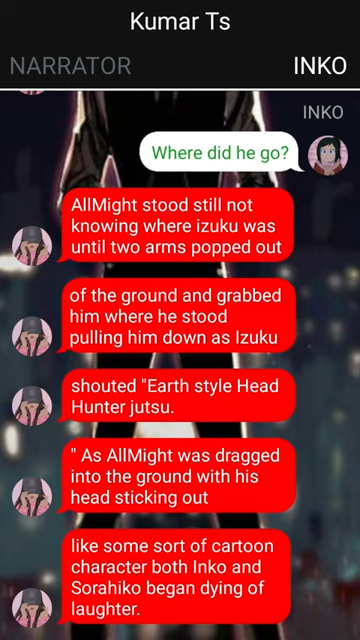 Kumar Ts
NARRATOR
INKO
INKO
Where did he go?
AllMight stood still not
knowing where izuku was
until two arms popped out
of the ground and grabbed
him where he stood
pulling him down as Izuku
shouted "Earth style Head
Hunter jutsu.
" As AllMight was dragged
into the ground with his
head sticking out
like some sort of cartoon
character both Inko and
Sorahiko began dying of
laughter.